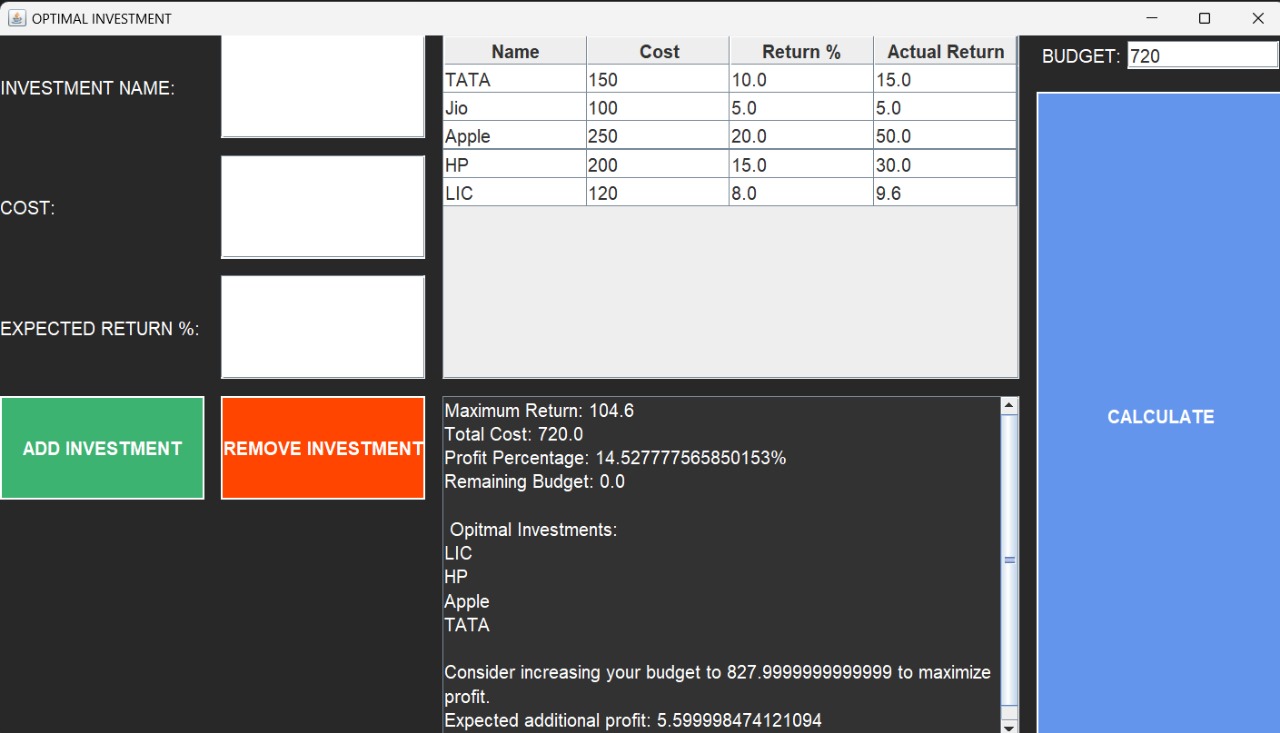 OPTIMAL INVESTMENT
INVESTMENT NAME:
COST:
EXPECTED RETURN %:
ADD INVESTMENT
REMOVE INVESTMENT
Name Cost Return % Actual Return
TATA 150 10.0 15.0
Jio 100 5.0 5.0
Apple 250 20.0 50.0
HP 200 15.0 30.0
LIC 120 8.0 9.6
Maximum Return: 104.6
Total Cost: 720.0
Profit Percentage: 14.527777565850153%
Remaining Budget: 0.0
Opitmal Investments:
LIC
HP
Apple
TATA
Consider increasing your budget to 827.9999999999999 to maximize
profit.
Expected additional profit: 5.599998474121094
BUDGET: 720
CALCULATE